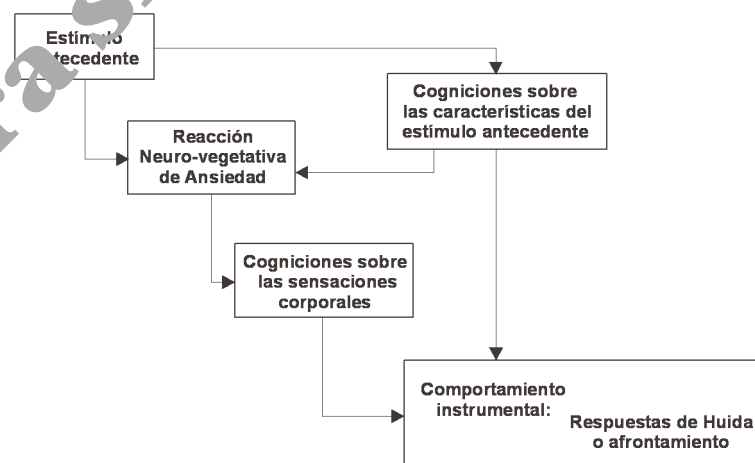 Estímulo
Cogniciones sobre
las características del
estímulo antecedente
Reacción
Neuro-vegetativa
de Ansiedad
Cogniciones sobre
las sensaciones
corporales
Comportamiento
instrumental:
Respuestas de Huida
o afrontamiento